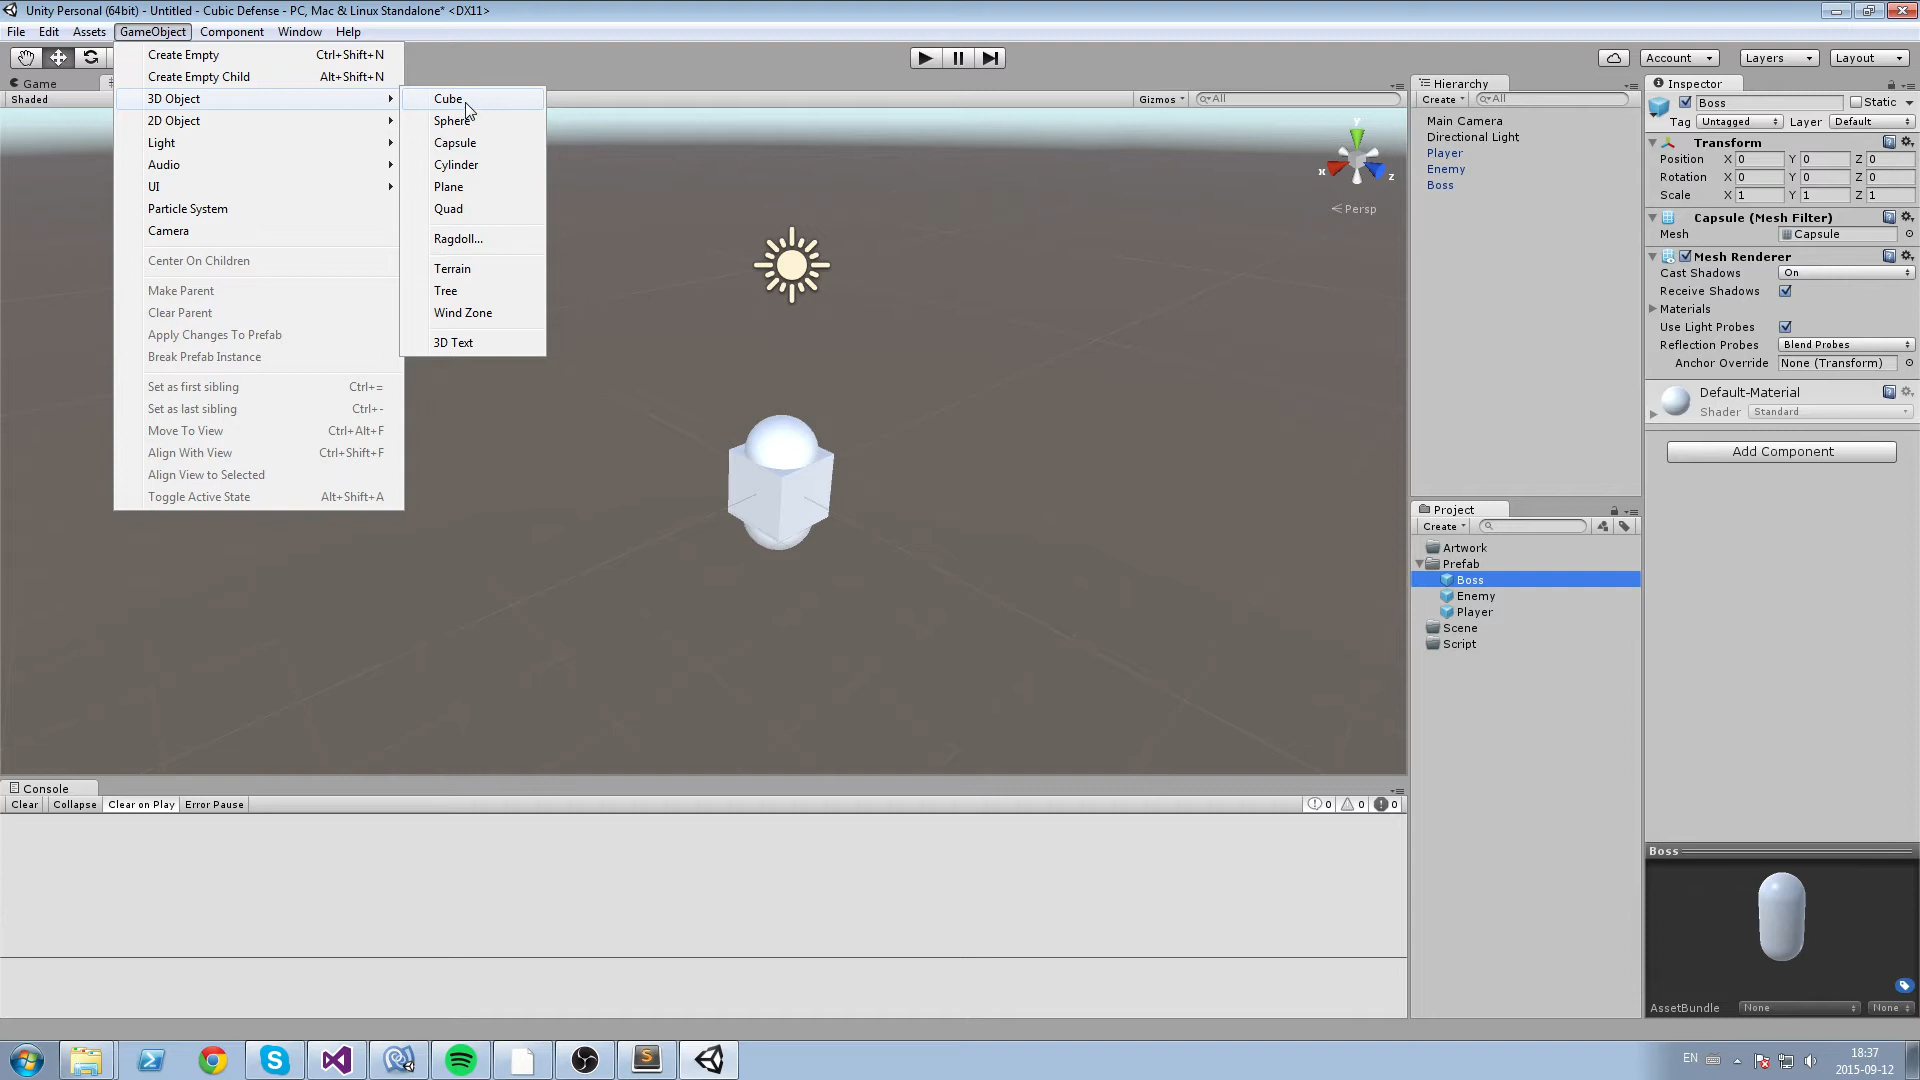 Unity Personal (64bit) - Untitled - Cubic Defense - PC, Mac & Linux Standalone* <DX11>
File Edit Assets GameObject Component Window Help
Account Layers Layout
Game
Shaded
Gizmos All
Create Empty Ctrl+Shift+N
Create Empty Child Alt+Shift+N
3D Object
2D Object
Light
Audio
UI
Particle System
Camera
Center On Children
Make Parent
Clear Parent
Apply Changes To Prefab
Break Prefab Instance
Set as first sibling Ctrl+=
Set as last sibling Ctrl+-
Move To View Ctrl+Alt+F
Align With View Ctrl+Shift+F
Align View to Selected
Toggle Active State Alt+Shift+A
Cube
Sphere
Capsule
Cylinder
Plane
Quad
Ragdoll...
Terrain
Tree
Wind Zone
3D Text
y
x
z
Persp
Hierarchy
Create All
Main Camera
Directional Light
Player
Enemy
Boss
Project
Create
Artwork
Prefab
Boss
Enemy
Player
Scene
Script
Inspector
Boss Static
Tag Untagged Layer Default
Transform
Position X 0 Y 0 Z 0
Rotation X 0 Y 0 Z 0
Scale X 1 Y 1 Z 1
Capsule (Mesh Filter)
Mesh Capsule
Mesh Renderer
Cast Shadows On
Receive Shadows
Materials
Use Light Probes
Reflection Probes Blend Probes
Anchor Override None (Transform)
Default-Material
Shader Standard
Add Component
Boss
AssetBundle None None
Console
Clear Collapse Clear on Play Error Pause 0 0 0
EN
18:37
2015-09-12